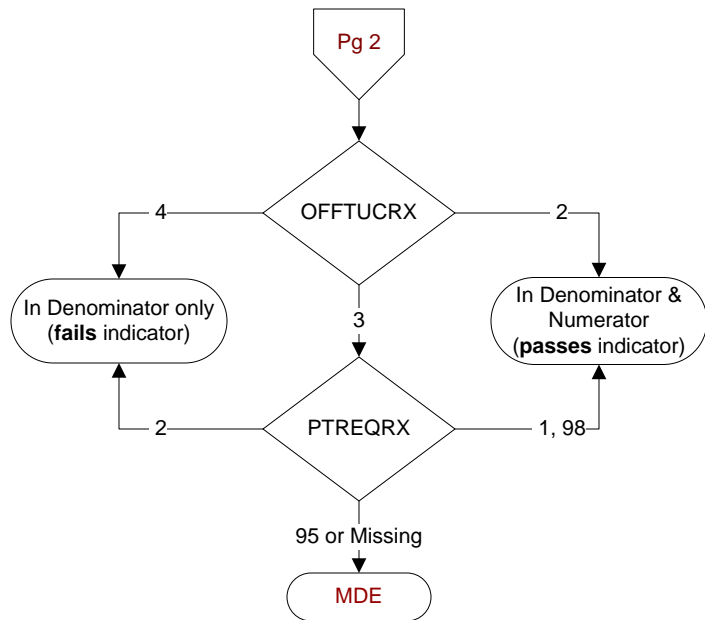 Pg 2
OFFTUCRX
4
2
In Denominator only
(fails indicator)
In Denominator &
Numerator
(passes indicator)
3
PTREQRX
2
1, 98
95 or Missing
MDE